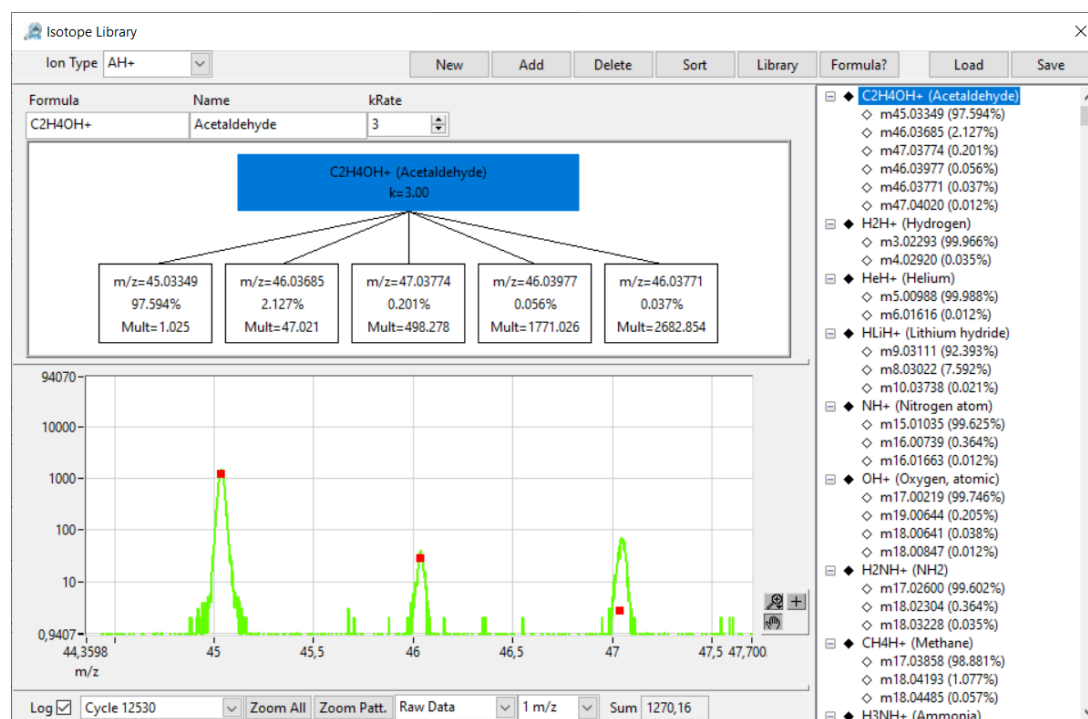 Isotope Library
Ion Type AH+ New Add Delete Sort Library Formula? Load Save
Formula Name kRate
C2H4OH+ Acetaldehyde 3
C2H4OH+ (Acetaldehyde)
k=3.00
m/z=45.03349 m/z=46.03685 m/z=47.03774 m/z=46.03977 m/z=46.03771
97.594% 2.127% 0.201% 0.056% 0.037%
Mult=1.025 Mult=47.021 Mult=498.278 Mult=1771.026 Mult=2682.854
94070
10000
1000
100
10
0,9407
44,3598 45 45,5 46 46,5 47 47,5 47,700
m/z
Log Cycle 12530 Zoom All Zoom Patt. Raw Data 1 m/z Sum 1270,16
C2H4OH+ (Acetaldehyde)
m45.03349 (97.594%)
m46.03685 (2.127%)
m47.03774 (0.201%)
m46.03977 (0.056%)
m46.03771 (0.037%)
m47.04020 (0.012%)
H2H+ (Hydrogen)
m3.02293 (99.966%)
m4.02920 (0.035%)
HeH+ (Helium)
m5.00988 (99.988%)
m6.01616 (0.012%)
HLiH+ (Lithium hydride)
m9.03111 (92.393%)
m8.03022 (7.592%)
m10.03738 (0.021%)
NH+ (Nitrogen atom)
m15.01035 (99.625%)
m16.00739 (0.364%)
m16.01663 (0.012%)
OH+ (Oxygen, atomic)
m17.00219 (99.746%)
m19.00644 (0.205%)
m18.00641 (0.038%)
m18.00847 (0.012%)
H2NH+ (NH2)
m17.02600 (99.602%)
m18.02304 (0.364%)
m18.03228 (0.035%)
CH4H+ (Methane)
m17.03858 (98.881%)
m18.04193 (1.077%)
m18.04485 (0.057%)
H3NH+ (Ammonia)